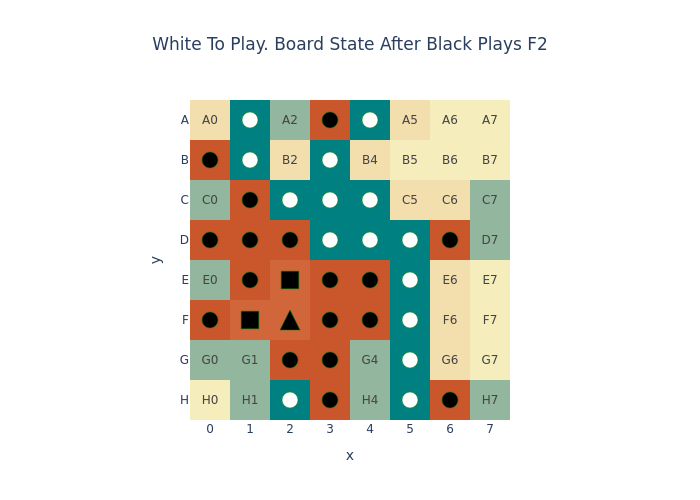 White To Play. Board State After Black Plays F2
A A0 A2 A5 A6 A7
B B2 B4 B5 B6 B7
C C0 C5 C6 C7
D D7
E E0 E6 E7
F F6 F7
G G0 G1 G4 G6 G7
H H0 H1 H4 H7
0 1 2 3 4 5 6 7
x
y